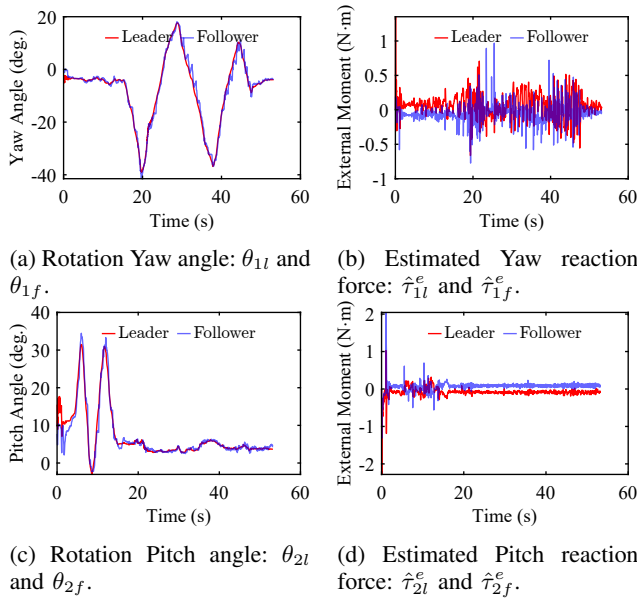 20
0
-20
-40
Yaw Angle (deg.)
Leader Follower
0 20 40 60
Time (s)
1
0.5
0
-0.5
-1
External Moment (N·m)
Leader Follower
0 20 40 60
Time (s)
(a) Rotation Yaw angle: θ1l and
θ1f.
(b) Estimated Yaw reaction
force: τ̂ᵉ1l and τ̂ᵉ1f.
40
30
20
10
0
Pitch Angle (deg.)
Leader Follower
0 20 40 60
Time (s)
2
1
0
-1
-2
External Moment (N·m)
Leader Follower
0 20 40 60
Time (s)
(c) Rotation Pitch angle: θ2l
and θ2f.
(d) Estimated Pitch reaction
force: τ̂ᵉ2l and τ̂ᵉ2f.